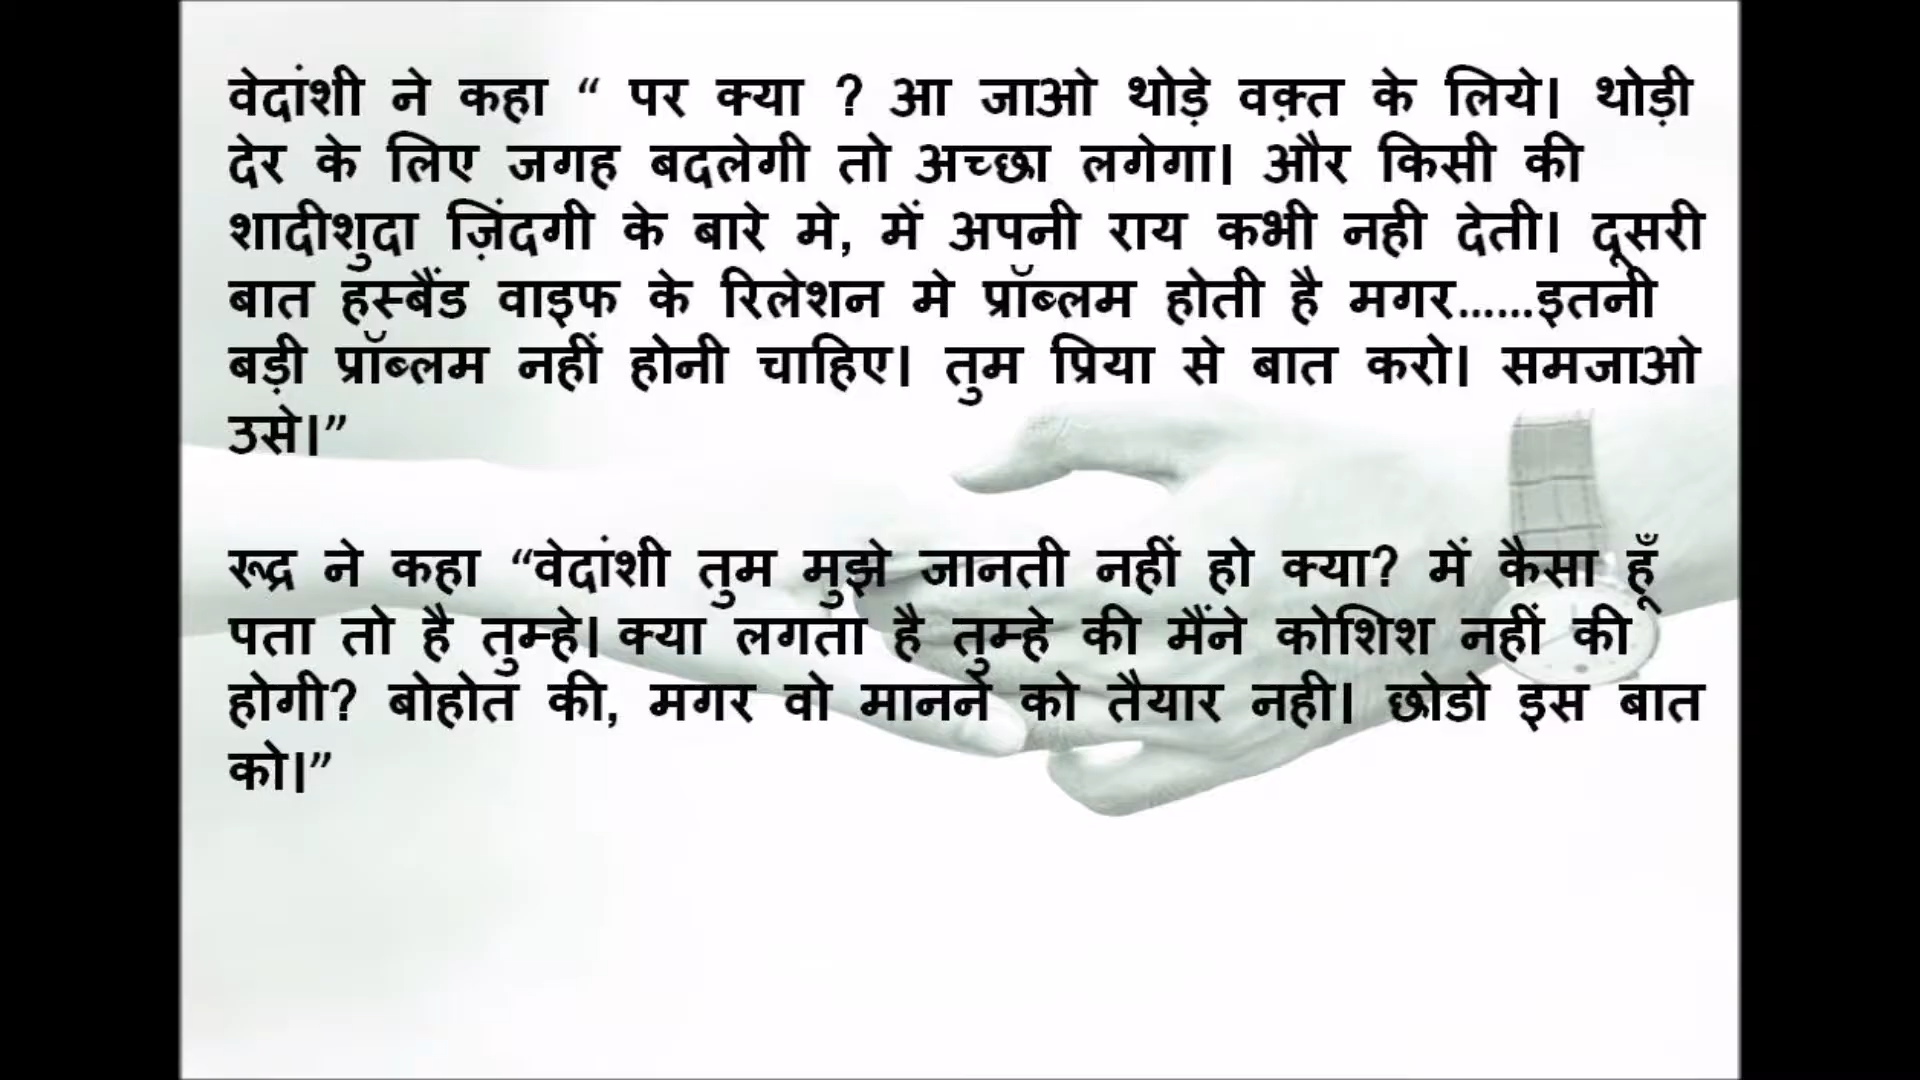 वेदांशी ने कहा “ पर क्या ? आ जाओ थोड़े वक़्त के लिये। थोड़ी
देर के लिए जगह बदलेगी तो अच्छा लगेगा। और किसी की
शादीशुदा ज़िंदगी के बारे मे, में अपनी राय कभी नही देती। दूसरी
बात हस्बैंड वाइफ के रिलेशन मे प्रॉब्लम होती है मगर......इतनी
बड़ी प्रॉब्लम नहीं होनी चाहिए। तुम प्रिया से बात करो। समजाओ
उसे।”
रूद्र ने कहा “वेदांशी तुम मुझे जानती नहीं हो क्या? में कैसा हूँ
पता तो है तुम्हे। क्या लगता है तुम्हे की मैंने कोशिश नहीं की
होगी? बोहोत की, मगर वो मानने को तैयार नही। छोडो इस बात
को।”